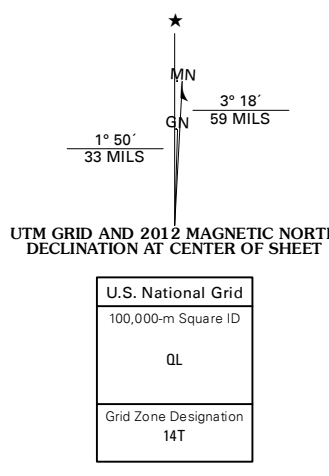 ★
MN
3° 18´
59 MILS
GN
1° 50´
33 MILS
UTM GRID AND 2012 MAGNETIC NORTH
DECLINATION AT CENTER OF SHEET
U.S. National Grid
100,000-m Square ID
QL
Grid Zone Designation
14T